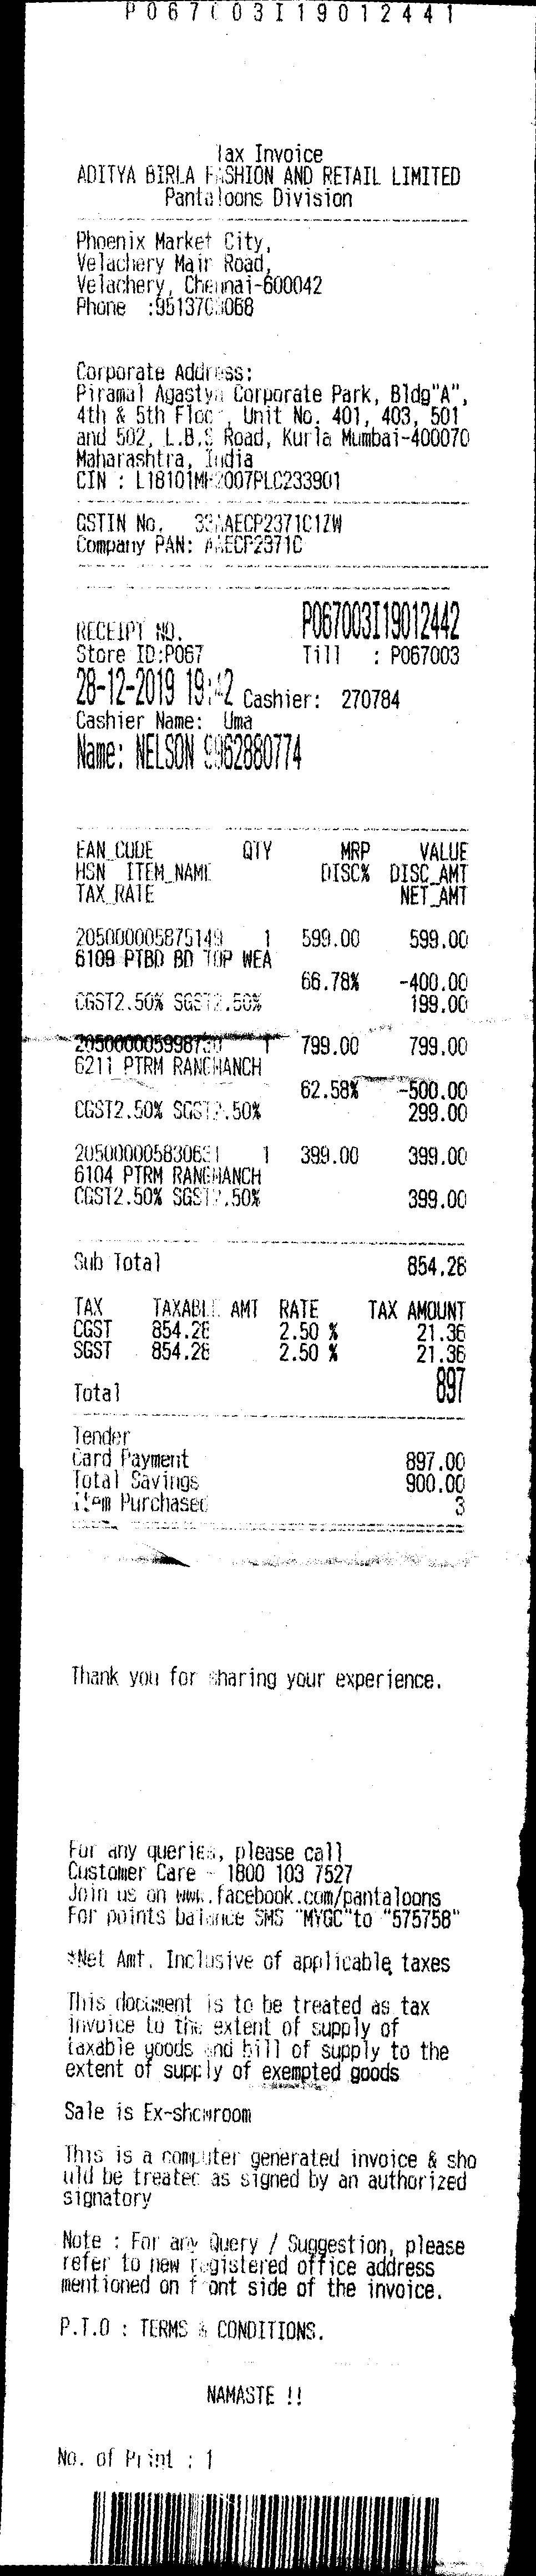 P067003I19012441
Tax Invoice
ADITYA BIRLA FASHION AND RETAIL LIMITED
Pantaloons Division
Phoenix Market City,
Velachery Main Road,
Velachery, Chennai-600042
Phone :
Corporate Address:
Piramal Agastya Corporate Park, Bldg"A",
4th & 5th Floor, Unit No. 401, 403, 501
and 502, L.B.S Road, Kurla Mumbai-400070
Maharashtra, India
CIN : L18101MH2007PLC233901
GSTIN No. 33AAECP2371C1ZW
Company PAN: AAECP2371C
RECEIPT NO. P067003I19012442
Store ID:P067 Till : P067003
28-12-2019 19:42 Cashier: 270784
Cashier Name: Uma
Name: NELSON 9962880774
EAN_CODE QTY MRP VALUE
HSN ITEM_NAME DISC% DISC_AMT
TAX_RATE NET_AMT
205000005875149 1 599.00 599.00
6109 PTBD BD TOP WEA
66.78% -400.00
CGST2.50% SGST2.50% 199.00
1 799.00 799.00
6211 PTRM RANGMANCH
62.58% -500.00
CGST2.50% SGST2.50% 299.00
205000005830631 1 399.00 399.00
6104 PTRM RANGMANCH
CGST2.50% SGST2.50% 399.00
Sub Total 854.28
TAX TAXABLE AMT RATE TAX AMOUNT
CGST 854.28 2.50 % 21.36
SGST 854.28 2.50 % 21.36
Total 897
Tender
Card Payment 897.00
Total Savings 900.00
Item Purchased 3
Thank you for sharing your experience.
For any queries, please call
Customer Care - 1800 103 7527
Join us on www.facebook.com/pantaloons
For points balance SMS "MYGC"to "575758"
*Net Amt. Inclusive of applicable taxes
This document is to be treated as tax
invoice to the extent of supply of
taxable goods and bill of supply to the
extent of supply of exempted goods
Sale is Ex-showroom
This is a computer generated invoice & sho
uld be treated as signed by an authorized
signatory
Note : For any Query / Suggestion, please
refer to new registered office address
mentioned on front side of the invoice.
P.T.O : TERMS & CONDITIONS.
NAMASTE !!
No. of Print : 1